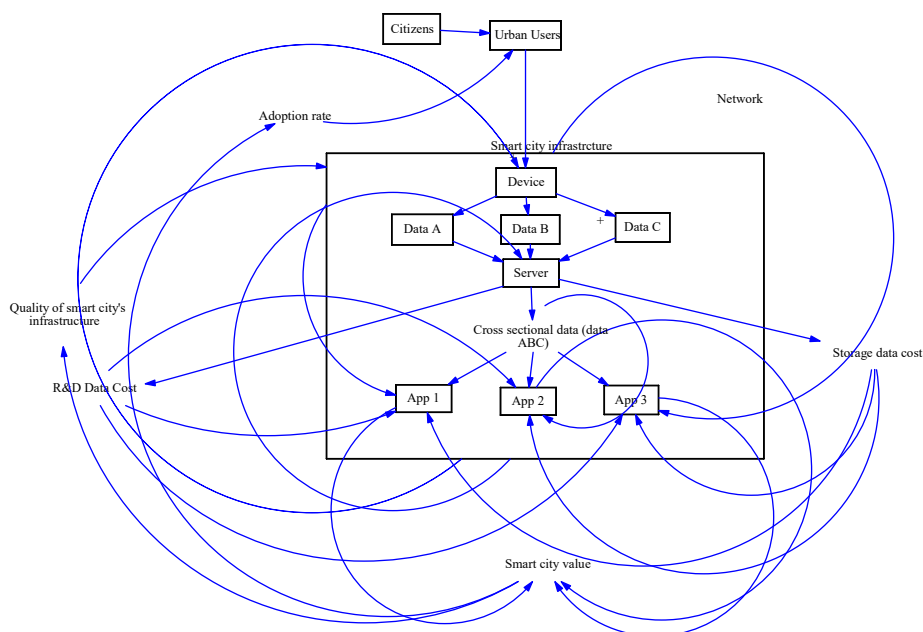 Citizens
Urban Users
Network
Adoption rate
Smart city infrastrcture
Device
Data A
Data B
+
Data C
Server
Quality of smart city's
infrastrucure
Cross sectional data (data
ABC)
Storage data cost
R&D Data Cost
App 1
App 2
App 3
Smart city value